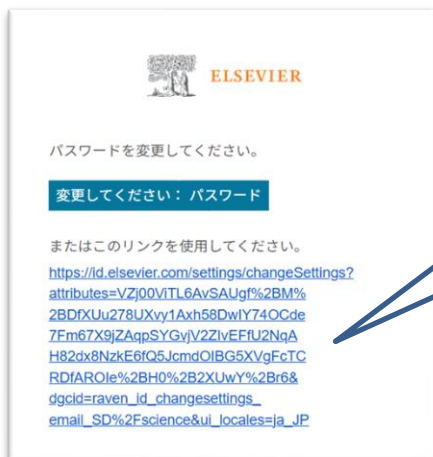 ELSEVIER
パスワードを変更してください。
変更してください： パスワード
またはこのリンクを使用してください。
https://id.elsevier.com/settings/changeSettings?
attributes=VZj00ViTL6AvSAUgf%2BM%
2BDfXUu278UXvy1Axh58DwIY74OCde
7Fm67X9jZAqpSYGvjV2ZIvEFfU2NqA
H82dx8NzkE6fQ5JcmdOIBG5XVgFcTC
RDfAROIe%2BH0%2B2XUwY%2Br6&
dgcid=raven_id_changesettings_
email_SD%2Fscience&ui_locales=ja_JP